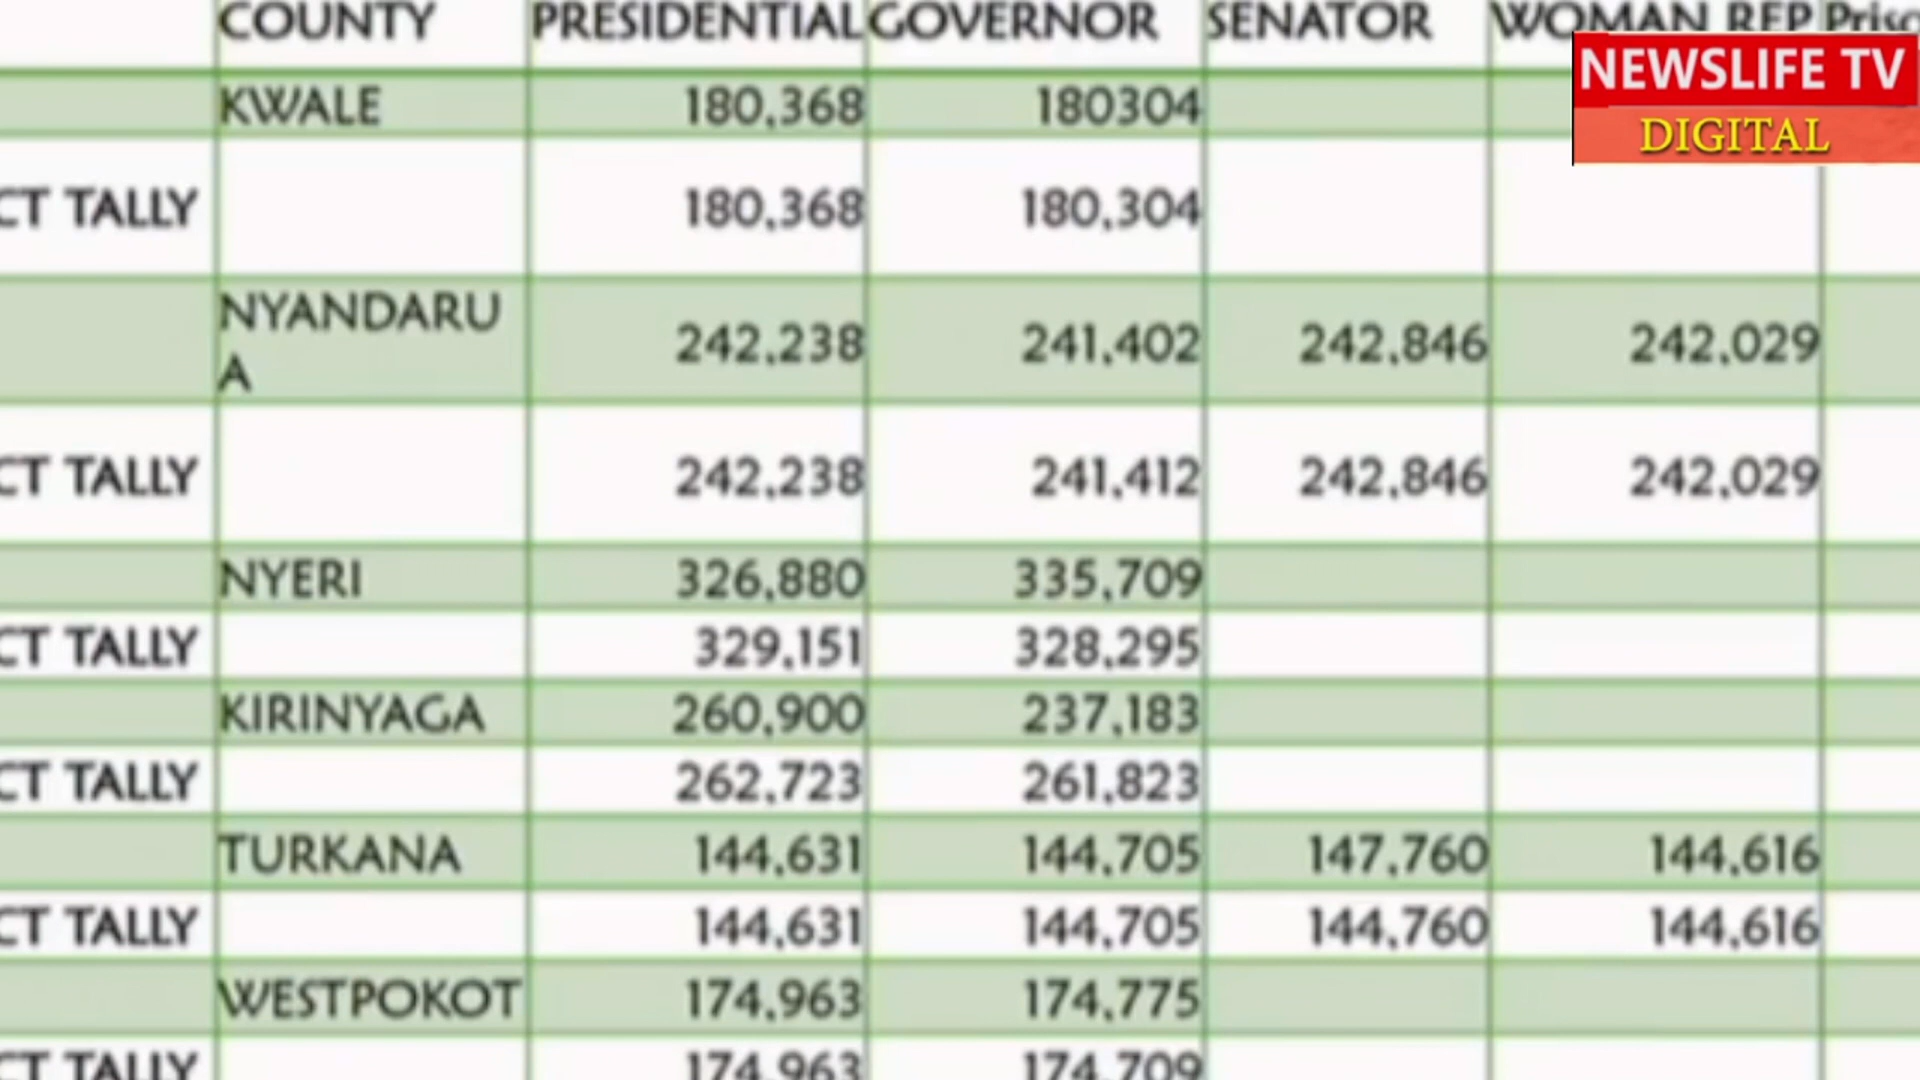 COUNTY PRESIDENTIAL GOVERNOR SENATOR WOMAN REP
NEWSLIFE TV
DIGITAL
KWALE 180,368 180304
CT TALLY 180,368 180,304
NYANDARU
A 242,238 241,402 242,846 242,029
CT TALLY 242,238 241,412 242,846 242,029
NYERI 326,880 335,709
CT TALLY 329,151 328,295
KIRINYAGA 260,900 237,183
CT TALLY 262,723 261,823
TURKANA 144,631 144,705 147,760 144,616
CT TALLY 144,631 144,705 144,760 144,616
WESTPOKOT 174,963 174,775
CT TALLY 174,963 174,709